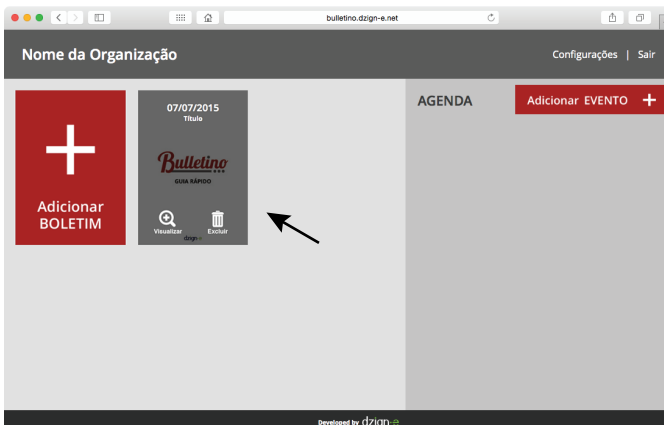 bulletino.dzign-e.net
Nome da Organização
Configurações | Sair
Adicionar
BOLETIM
07/07/2015
Título
Bulletino
GUIA RÁPIDO
Visualizar Excluir
dzign-e
AGENDA
Adicionar EVENTO
Developed by dzign-e